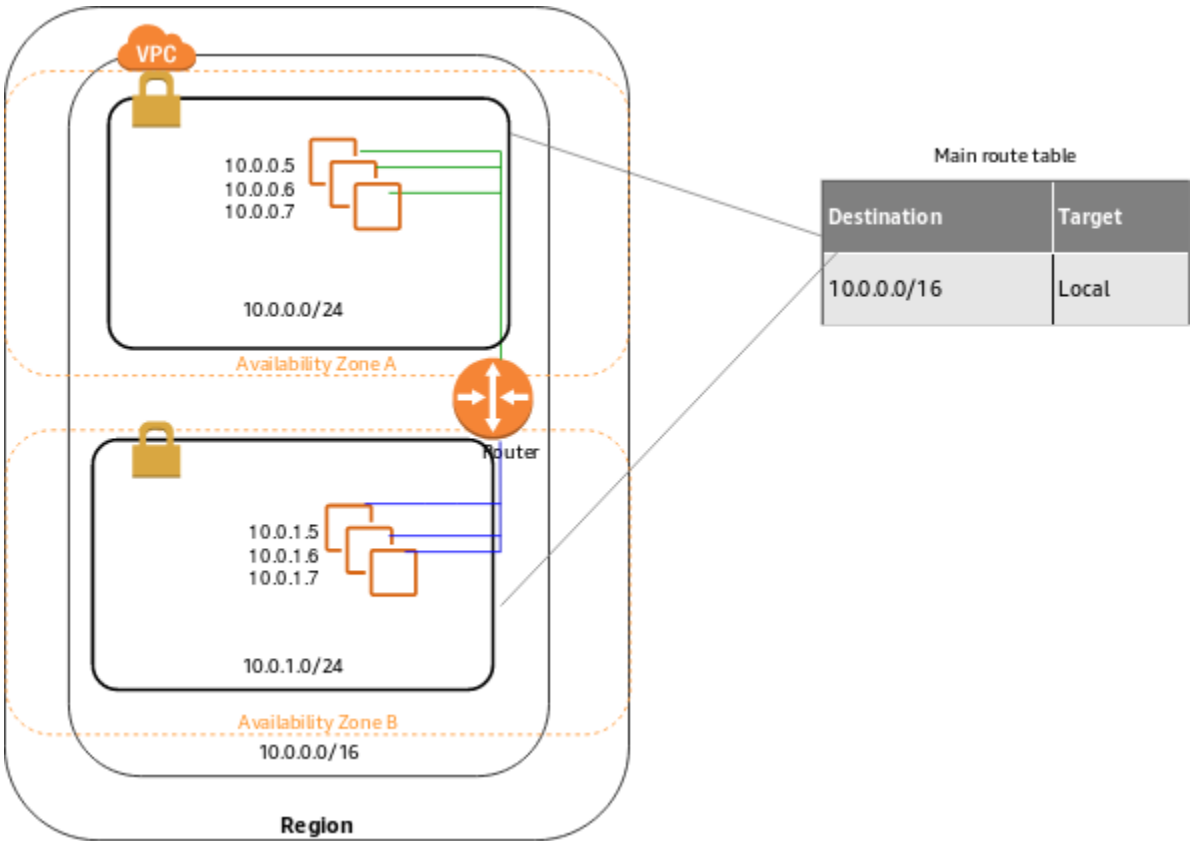 VPC
10.0.0.5
10.0.0.6
10.0.0.7
10.0.0.0/24
Availability Zone A
Router
10.0.1.5
10.0.1.6
10.0.1.7
10.0.1.0/24
Availability Zone B
10.0.0.0/16
Region
Main route table
Destination Target
10.0.0.0/16 Local